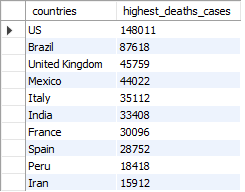 countries highest_deaths_cases
US 148011
Brazil 87618
United Kingdom 45759
Mexico 44022
Italy 35112
India 33408
France 30096
Spain 28752
Peru 18418
Iran 15912